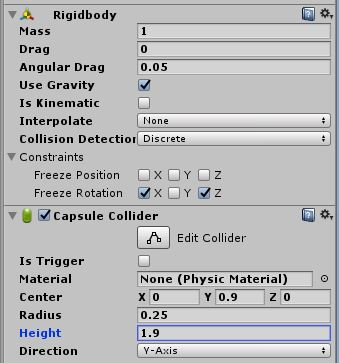 Rigidbody
Mass 1
Drag 0
Angular Drag 0.05
Use Gravity
Is Kinematic
Interpolate None
Collision Detection Discrete
Constraints
Freeze Position X Y Z
Freeze Rotation X Y Z
Capsule Collider
Edit Collider
Is Trigger
Material None (Physic Material)
Center X 0 Y 0.9 Z 0
Radius 0.25
Height 1.9
Direction Y-Axis